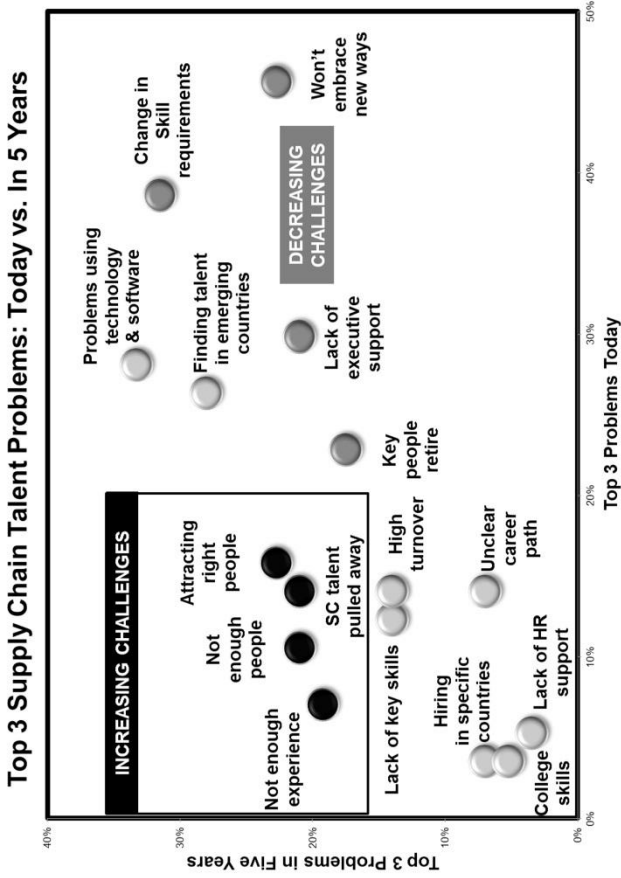 Top 3 Supply Chain Talent Problems: Today vs. In 5 Years
40%
30%
20%
10%
0%
Top 3 Problems in Five Years
INCREASING CHALLENGES
Attracting
right
people
Not
enough
people
Not enough
experience
SC talent
pulled away
Problems using
technology
& software
Change in
Skill
requirements
Finding talent
in emerging
countries
DECREASING
CHALLENGES
Won't
embrace
new ways
Lack of
executive
support
Key
people
retire
High
turnover
Lack of key skills
Unclear
career
path
Hiring
in specific
countries
College
skills
Lack of HR
support
0%
10%
20%
30%
40%
50%
Top 3 Problems Today